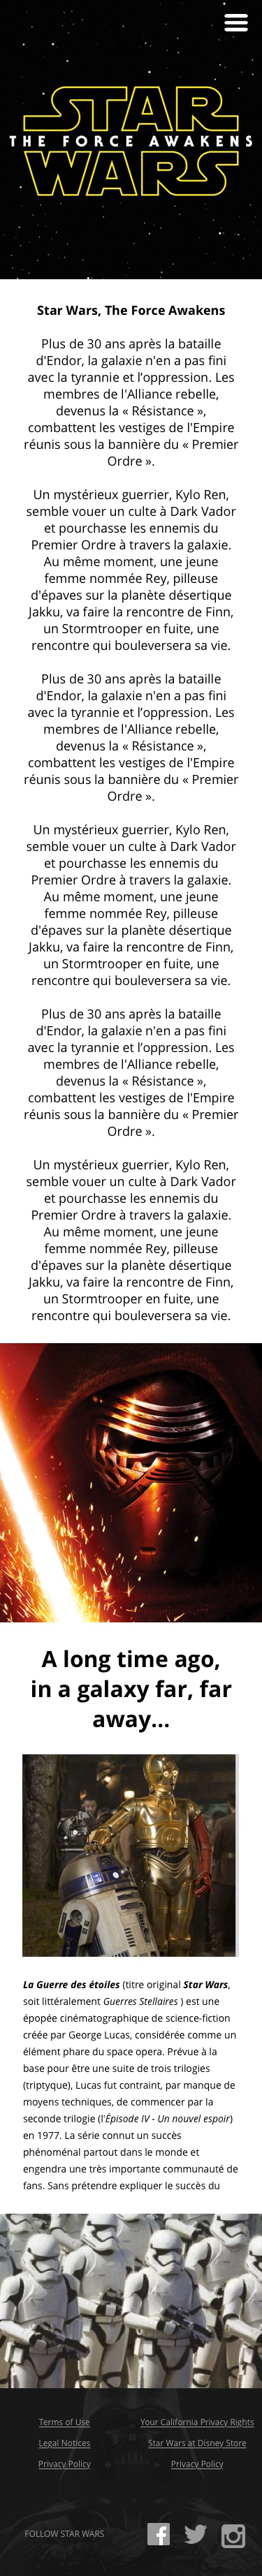 STAR
THE FORCE AWAKENS
WARS
Star Wars, The Force Awakens
Plus de 30 ans après la bataille
d'Endor, la galaxie n'en a pas fini
avec la tyrannie et l’oppression. Les
membres de l'Alliance rebelle,
devenus la « Résistance »,
combattent les vestiges de l'Empire
réunis sous la bannière du « Premier
Ordre ».
Un mystérieux guerrier, Kylo Ren,
semble vouer un culte à Dark Vador
et pourchasse les ennemis du
Premier Ordre à travers la galaxie.
Au même moment, une jeune
femme nommée Rey, pilleuse
d'épaves sur la planète désertique
Jakku, va faire la rencontre de Finn,
un Stormtrooper en fuite, une
rencontre qui bouleversera sa vie.
Plus de 30 ans après la bataille
d'Endor, la galaxie n'en a pas fini
avec la tyrannie et l’oppression. Les
membres de l'Alliance rebelle,
devenus la « Résistance »,
combattent les vestiges de l'Empire
réunis sous la bannière du « Premier
Ordre ».
Un mystérieux guerrier, Kylo Ren,
semble vouer un culte à Dark Vador
et pourchasse les ennemis du
Premier Ordre à travers la galaxie.
Au même moment, une jeune
femme nommée Rey, pilleuse
d'épaves sur la planète désertique
Jakku, va faire la rencontre de Finn,
un Stormtrooper en fuite, une
rencontre qui bouleversera sa vie.
Plus de 30 ans après la bataille
d'Endor, la galaxie n'en a pas fini
avec la tyrannie et l’oppression. Les
membres de l'Alliance rebelle,
devenus la « Résistance »,
combattent les vestiges de l'Empire
réunis sous la bannière du « Premier
Ordre ».
Un mystérieux guerrier, Kylo Ren,
semble vouer un culte à Dark Vador
et pourchasse les ennemis du
Premier Ordre à travers la galaxie.
Au même moment, une jeune
femme nommée Rey, pilleuse
d'épaves sur la planète désertique
Jakku, va faire la rencontre de Finn,
un Stormtrooper en fuite, une
rencontre qui bouleversera sa vie.
A long time ago,
in a galaxy far, far
away...
La Guerre des étoiles (titre original Star Wars,
soit littéralement Guerres Stellaires ) est une
épopée cinématographique de science-fiction
créée par George Lucas, considérée comme un
élément phare du space opera. Prévue à la
base pour être une suite de trois trilogies
(triptyque), Lucas fut contraint, par manque de
moyens techniques, de commencer par la
seconde trilogie (l'Épisode IV - Un nouvel espoir)
en 1977. La série connut un succès
phénoménal partout dans le monde et
engendra une très importante communauté de
fans. Sans prétendre expliquer le succès du
Terms of Use
Your California Privacy Rights
Legal Notices
Star Wars at Disney Store
Privacy Policy
Privacy Policy
FOLLOW STAR WARS